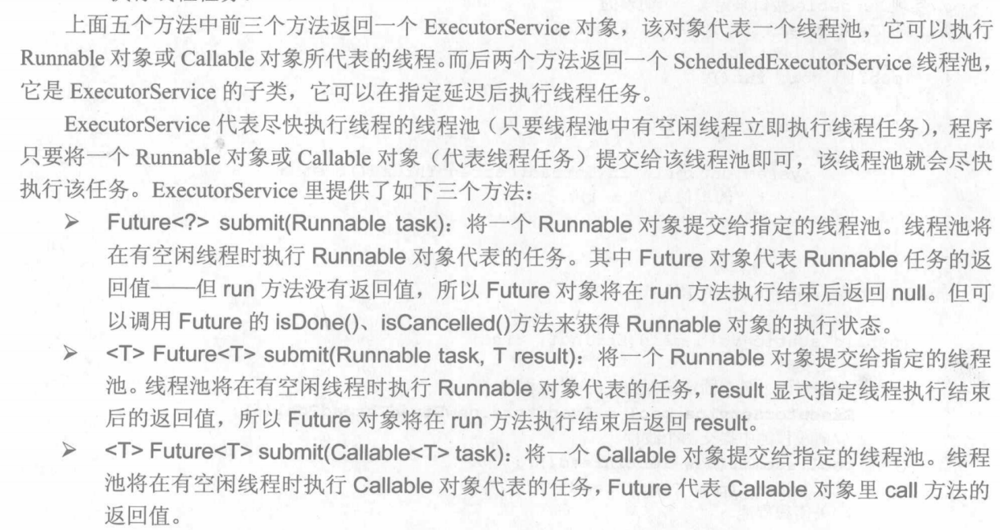 上面五个方法中前三个方法返回一个 ExecutorService 对象，该对象代表一个线程池，它可以执行
Runnable 对象或 Callable 对象所代表的线程。而后两个方法返回一个 ScheduledExecutorService 线程池，
它是 ExecutorService 的子类，它可以在指定延迟后执行线程任务。
ExecutorService 代表尽快执行线程的线程池（只要线程池中有空闲线程立即执行线程任务），程序
只要将一个 Runnable 对象或 Callable 对象（代表线程任务）提交给该线程池即可，该线程池就会尽快
执行该任务。ExecutorService 里提供了如下三个方法：
➢ Future<?> submit(Runnable task)：将一个 Runnable 对象提交给指定的线程池。线程池将
在有空闲线程时执行 Runnable 对象代表的任务。其中 Future 对象代表 Runnable 任务的返
回值——但 run 方法没有返回值，所以 Future 对象将在 run 方法执行结束后返回 null。但可
以调用 Future 的 isDone()、isCancelled()方法来获得 Runnable 对象的执行状态。
➢ <T> Future<T> submit(Runnable task, T result)：将一个 Runnable 对象提交给指定的线程
池。线程池将在有空闲线程时执行 Runnable 对象代表的任务，result 显式指定线程执行结束
后的返回值，所以 Future 对象将在 run 方法执行结束后返回 result。
➢ <T> Future<T> submit(Callable<T> task)：将一个 Callable 对象提交给指定的线程池。线程
池将在有空闲线程时执行 Callable 对象代表的任务，Future 代表 Callable 对象里 call 方法的
返回值。